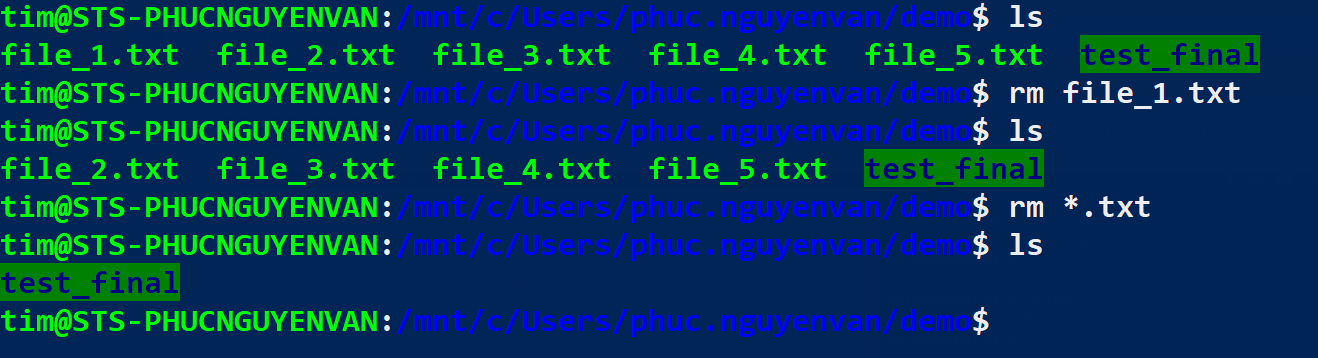 tim@STS-PHUCNGUYENVAN:/mnt/c/Users/phuc.nguyenvan/demo$ ls
file_1.txt  file_2.txt  file_3.txt  file_4.txt  file_5.txt  test_final
tim@STS-PHUCNGUYENVAN:/mnt/c/Users/phuc.nguyenvan/demo$ rm file_1.txt
tim@STS-PHUCNGUYENVAN:/mnt/c/Users/phuc.nguyenvan/demo$ ls
file_2.txt  file_3.txt  file_4.txt  file_5.txt  test_final
tim@STS-PHUCNGUYENVAN:/mnt/c/Users/phuc.nguyenvan/demo$ rm *.txt
tim@STS-PHUCNGUYENVAN:/mnt/c/Users/phuc.nguyenvan/demo$ ls
test_final
tim@STS-PHUCNGUYENVAN:/mnt/c/Users/phuc.nguyenvan/demo$